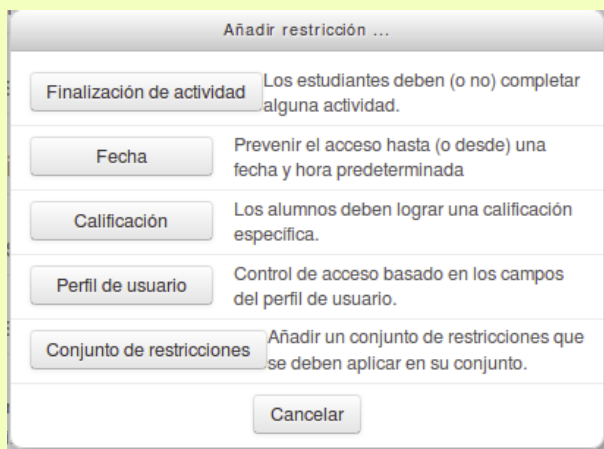 Añadir restricción ...
Finalización de actividad
Los estudiantes deben (o no) completar
alguna actividad.
Fecha
Prevenir el acceso hasta (o desde) una
fecha y hora predeterminada
Calificación
Los alumnos deben lograr una calificación
específica.
Perfil de usuario
Control de acceso basado en los campos
del perfil de usuario.
Conjunto de restricciones
Añadir un conjunto de restricciones que
se deben aplicar en su conjunto.
Cancelar